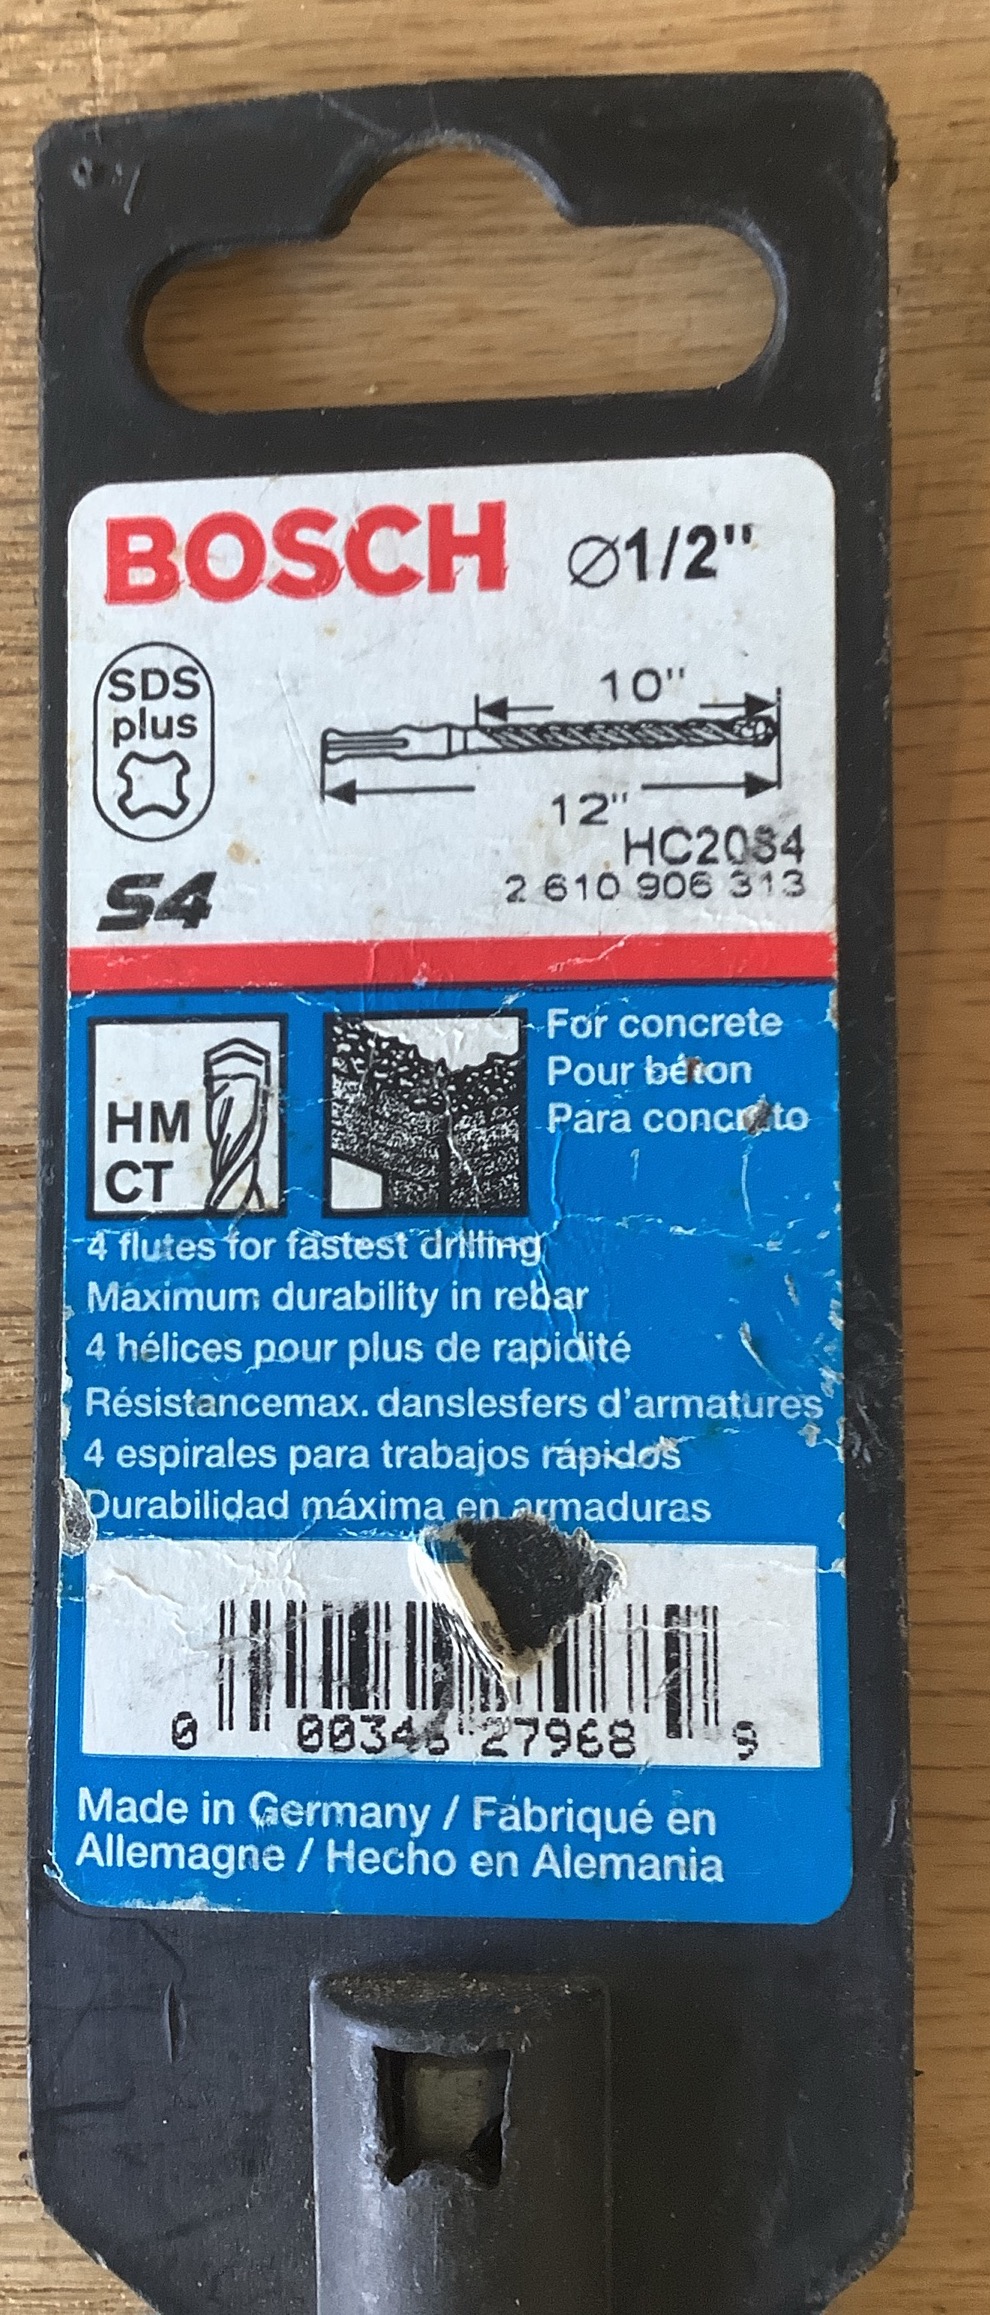 BOSCH ⌀1/2"
SDS
plus
10"
12"
HC2084
2 610 906 313
S4
HM
CT
For concrete
Pour béton
Para concreto
4 flutes for fastest drilling
Maximum durability in rebar
4 hélices pour plus de rapidité
Résistancemax. danslesfers d'armatures
4 espirales para trabajos rápidos
Durabilidad máxima en armaduras
0 00346 27968 9
Made in Germany / Fabriqué en
Allemagne / Hecho en Alemania